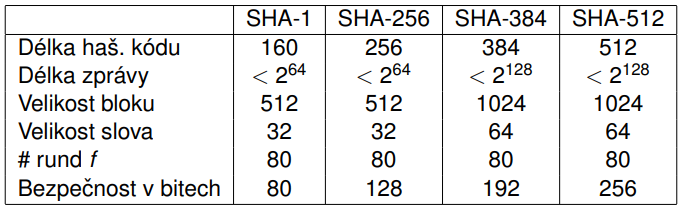 SHA-1 SHA-256 SHA-384 SHA-512
Délka haš. kódu 160 256 384 512
Délka zprávy < 2^64 < 2^64 < 2^128 < 2^128
Velikost bloku 512 512 1024 1024
Velikost slova 32 32 64 64
# rund f 80 80 80 80
Bezpečnost v bitech 80 128 192 256